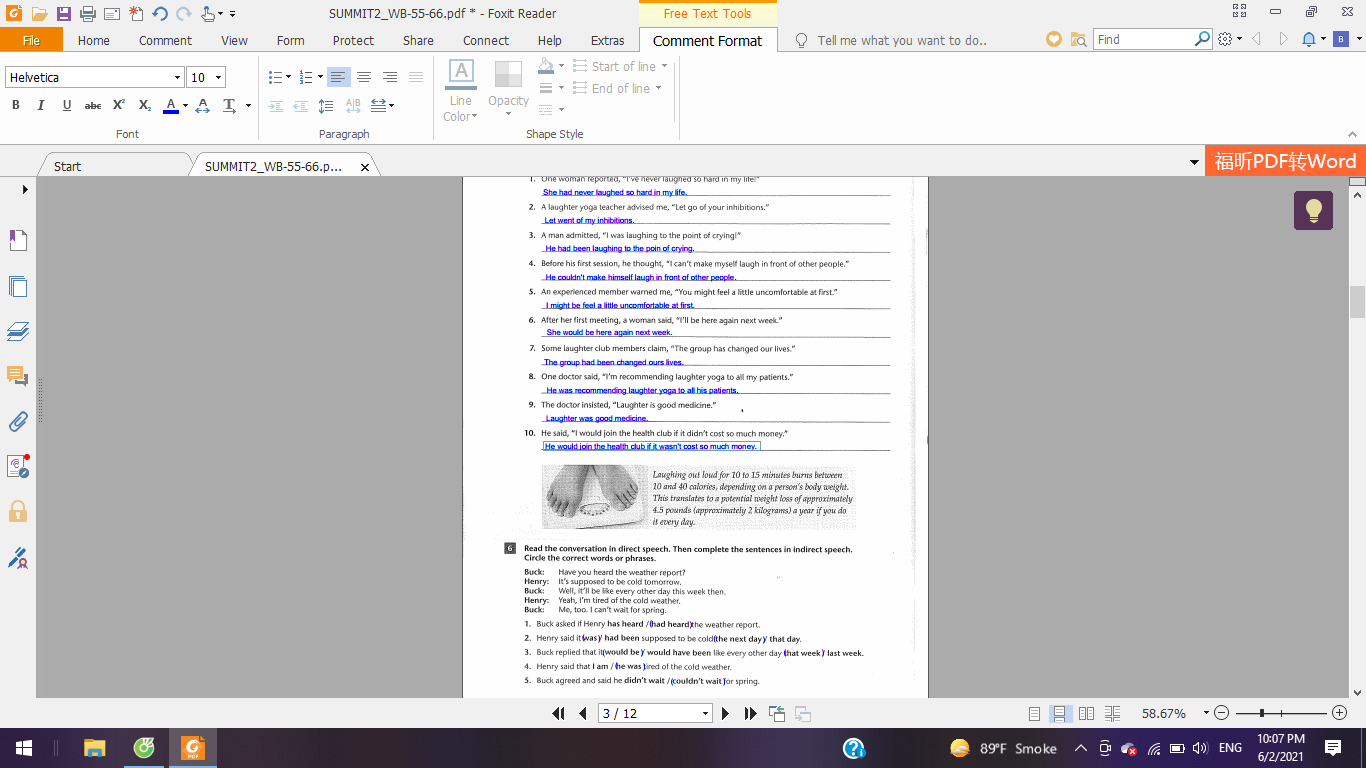 SUMMIT2_WB-55-66.pdf * - Foxit Reader
Free Text Tools
File
Home
Comment
View
Form
Protect
Share
Connect
Help
Extras
Comment Format
Tell me what you want to do..
Find
B
Helvetica
10
B I U abc X² X₂ A A T
Line Color
Opacity
Start of line
End of line
Font
Paragraph
Shape Style
Start
SUMMIT2_WB-55-66.p...
福昕PDF转Word
1. One woman reported, "I've never laughed so hard in my life!"
She had never laughed so hard in my life.
2. A laughter yoga teacher advised me, "Let go of your inhibitions."
Let went of my inhibitions.
3. A man admitted, "I was laughing to the point of crying!"
He had been laughing to the poin of crying.
4. Before his first session, he thought, "I can't make myself laugh in front of other people."
He couldn't make himself laugh in front of other people.
5. An experienced member warned me, "You might feel a little uncomfortable at first."
I might be feel a little uncomfortable at first.
6. After her first meeting, a woman said, "I'll be here again next week."
She would be here again next week.
7. Some laughter club members claim, "The group has changed our lives."
The group had been changed ours lives.
8. One doctor said, "I'm recommending laughter yoga to all my patients."
He was recommending laughter yoga to all his patients.
9. The doctor insisted, "Laughter is good medicine."
Laughter was good medicine.
10. He said, "I would join the health club if it didn't cost so much money."
He would join the health club if it wasn't cost so much money.
Laughing out loud for 10 to 15 minutes burns between
10 and 40 calories, depending on a person's body weight.
This translates to a potential weight loss of approximately
4.5 pounds (approximately 2 kilograms) a year if you do
it every day.
6 Read the conversation in direct speech. Then complete the sentences in indirect speech.
Circle the correct words or phrases.
Buck: Have you heard the weather report?
Henry: It's supposed to be cold tomorrow.
Buck: Well, it'll be like every other day this week then.
Henry: Yeah, I'm tired of the cold weather.
Buck: Me, too. I can't wait for spring.
1. Buck asked if Henry has heard / (had heard) the weather report.
2. Henry said it (was) / had been supposed to be cold (the next day) / that day.
3. Buck replied that it (would be) / would have been like every other day (that week) / last week.
4. Henry said that I am / (he was) tired of the cold weather.
5. Buck agreed and said he didn't wait / (couldn't wait) for spring.
3 / 12
58.67%
89°F Smoke
ENG
10:07 PM
6/2/2021